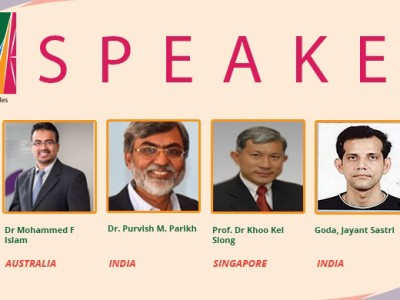 SPEAKE
les
Dr Mohammed F
Islam
AUSTRALIA
Dr. Purvish M. Parikh
INDIA
Prof. Dr Khoo Kei
Siong
SINGAPORE
Goda, Jayant Sastri
INDIA